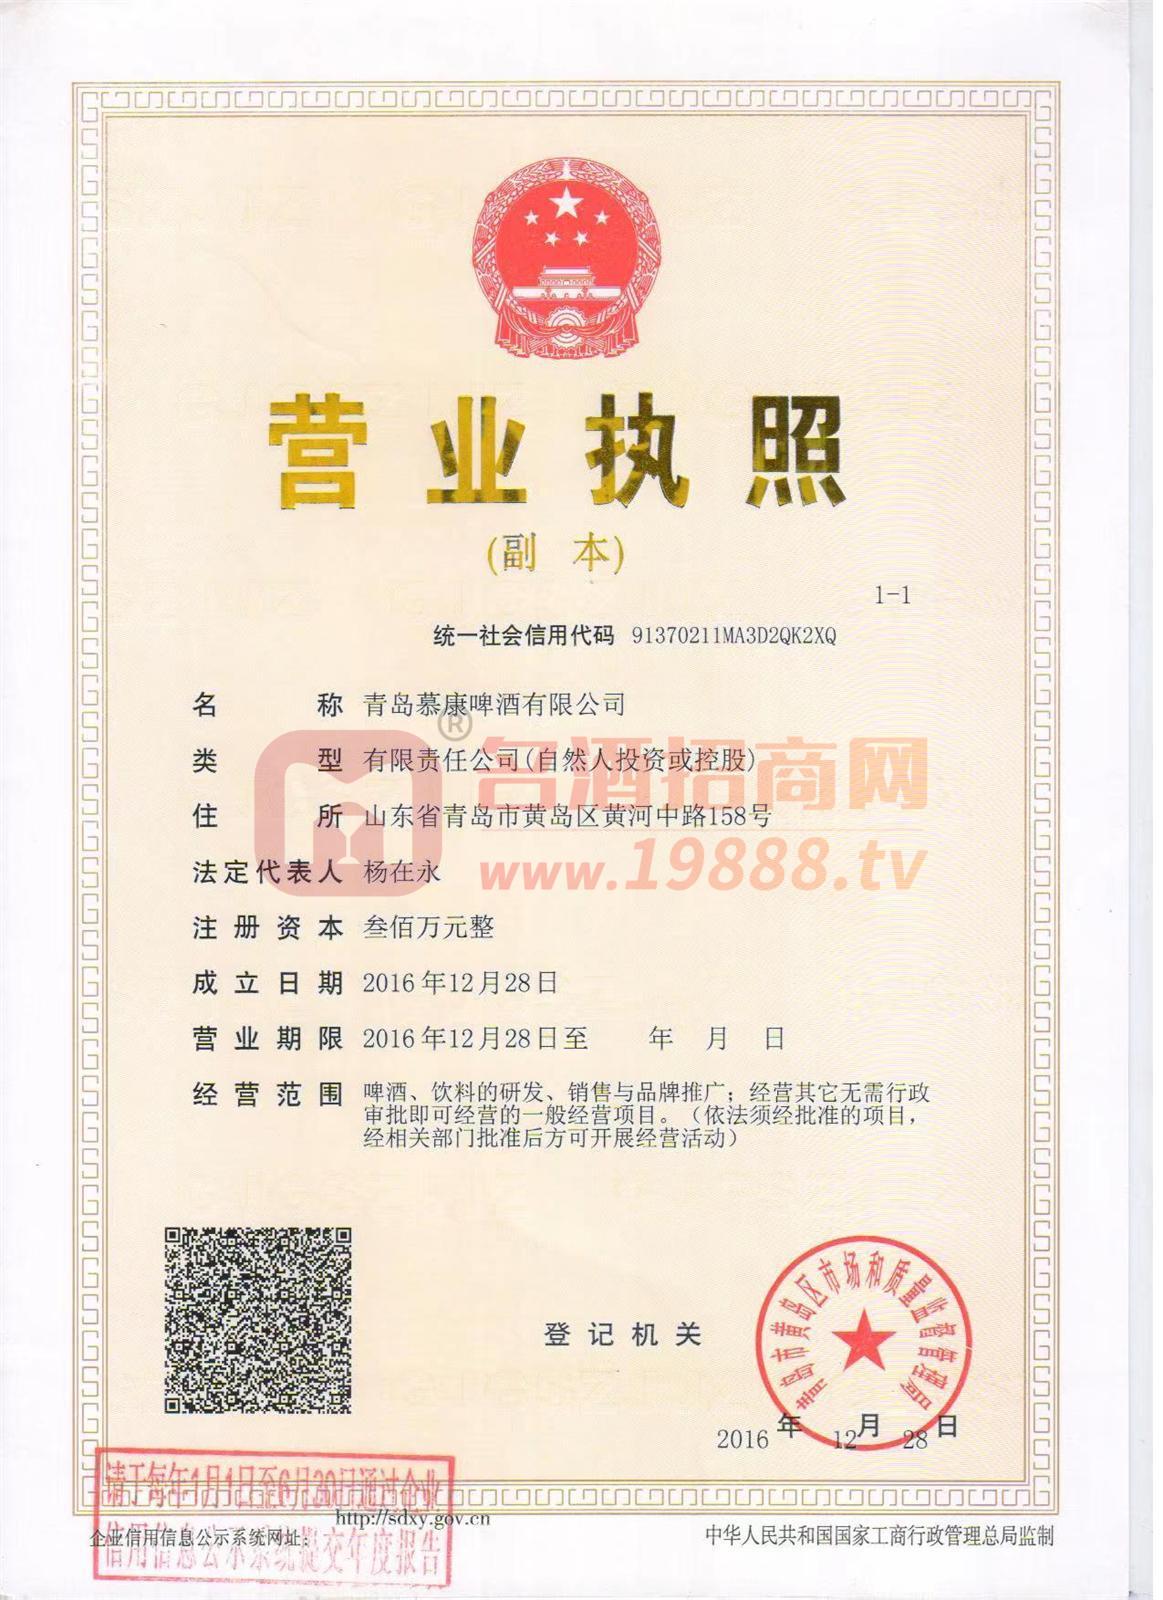 营业执照
(副 本)
1-1
统一社会信用代码 91370211MA3D2QK2XQ
名称 青岛慕康啤酒有限公司
®
名酒招商网
类型 有限责任公司(自然人投资或控股)
住所 山东省青岛市黄岛区黄河中路158号
www.19888.tv
法定代表人 杨在永
注册资本 叁佰万元整
成立日期 2016年12月28日
营业期限 2016年12月28日至 年 月 日
经营范围 啤酒、饮料的研发、销售与品牌推广；经营其它无需行政
审批即可经营的一般经营项目。（依法须经批准的项目，
经相关部门批准后方可开展经营活动）
青岛市黄岛区市场和质量监督管理局
登记机关
2016年12月28日
请于每年1月1日至6月30日通过企业
信用信息公示系统提交年度报告
http://sdxy.gov.cn
企业信用信息公示系统网址：
中华人民共和国国家工商行政管理总局监制